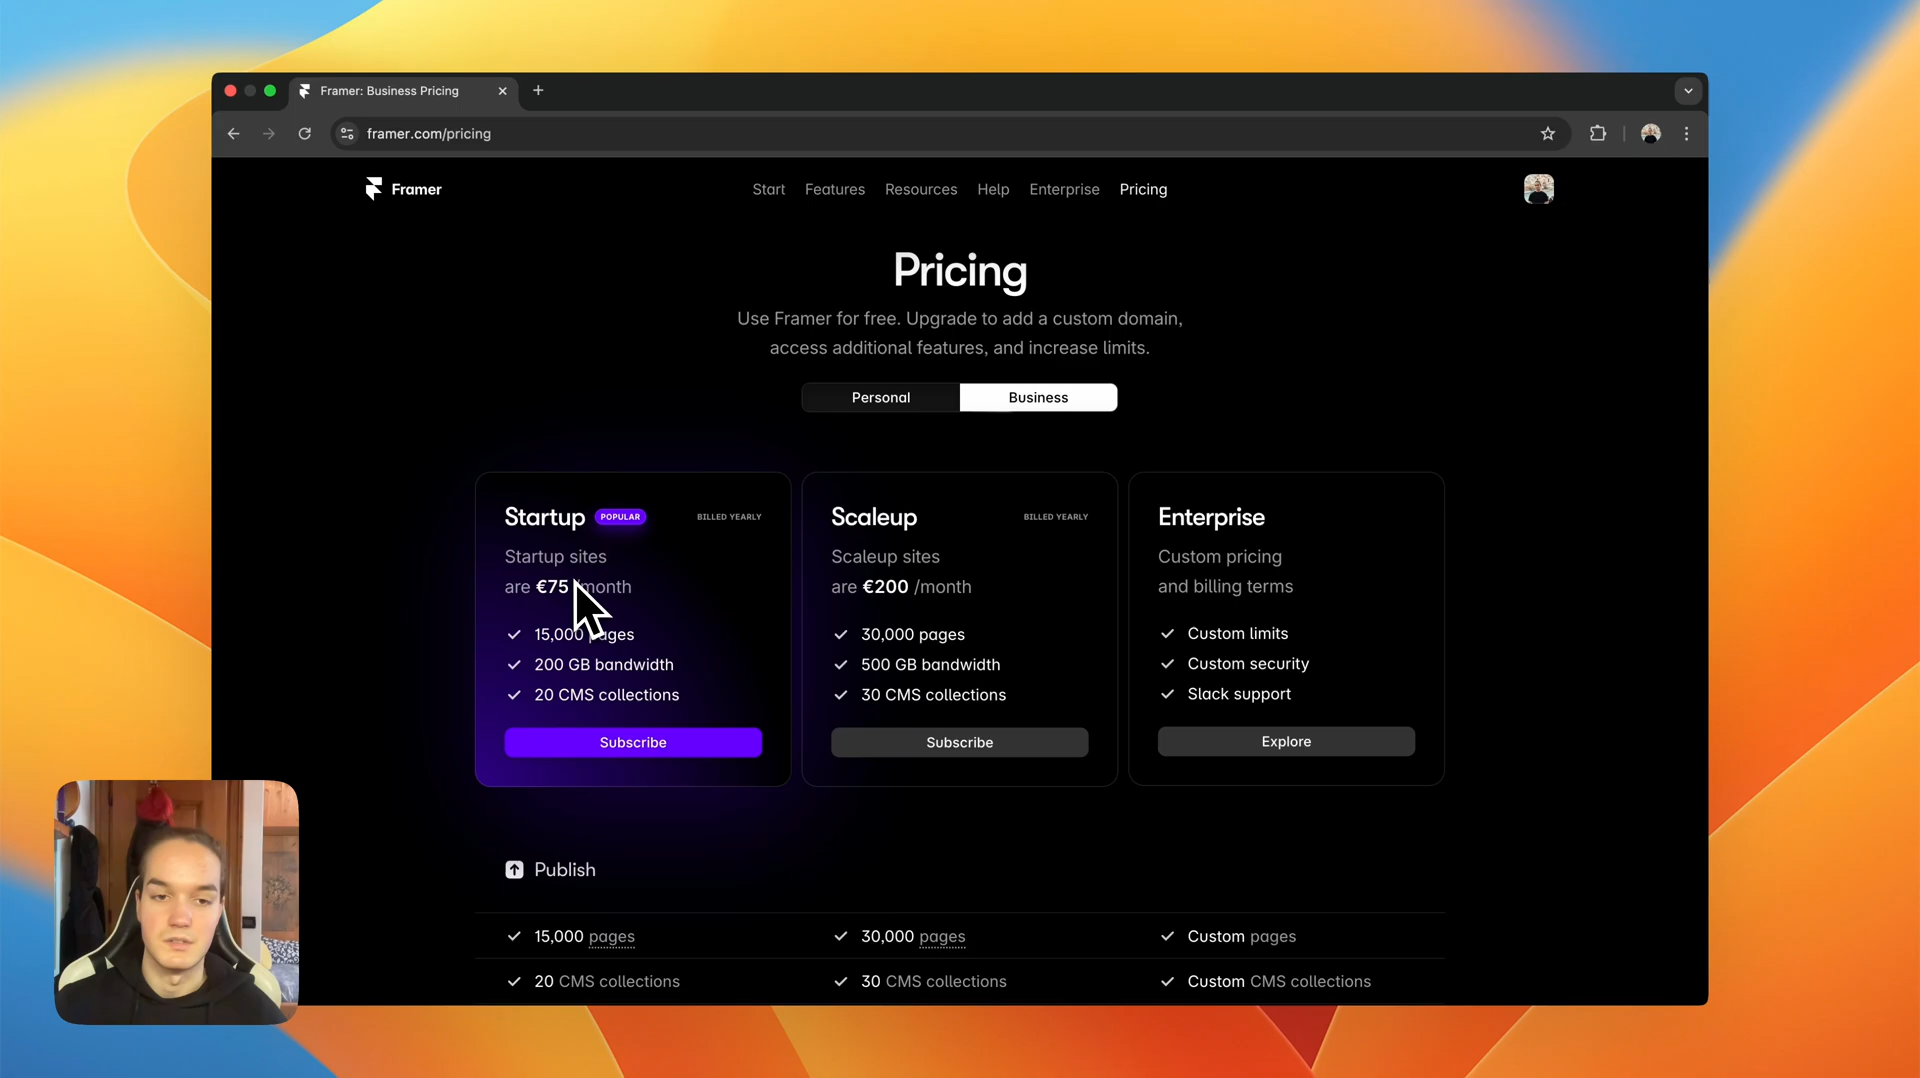 Framer: Business Pricing
framer.com/pricing
Framer
Start Features Resources Help Enterprise Pricing
Pricing
Use Framer for free. Upgrade to add a custom domain,
access additional features, and increase limits.
Personal Business
Startup POPULAR BILLED YEARLY
Startup sites
are €75 /month
15,000 pages
200 GB bandwidth
20 CMS collections
Subscribe
Scaleup BILLED YEARLY
Scaleup sites
are €200 /month
30,000 pages
500 GB bandwidth
30 CMS collections
Subscribe
Enterprise
Custom pricing
and billing terms
Custom limits
Custom security
Slack support
Explore
Publish
15,000 pages 30,000 pages Custom pages
20 CMS collections 30 CMS collections Custom CMS collections